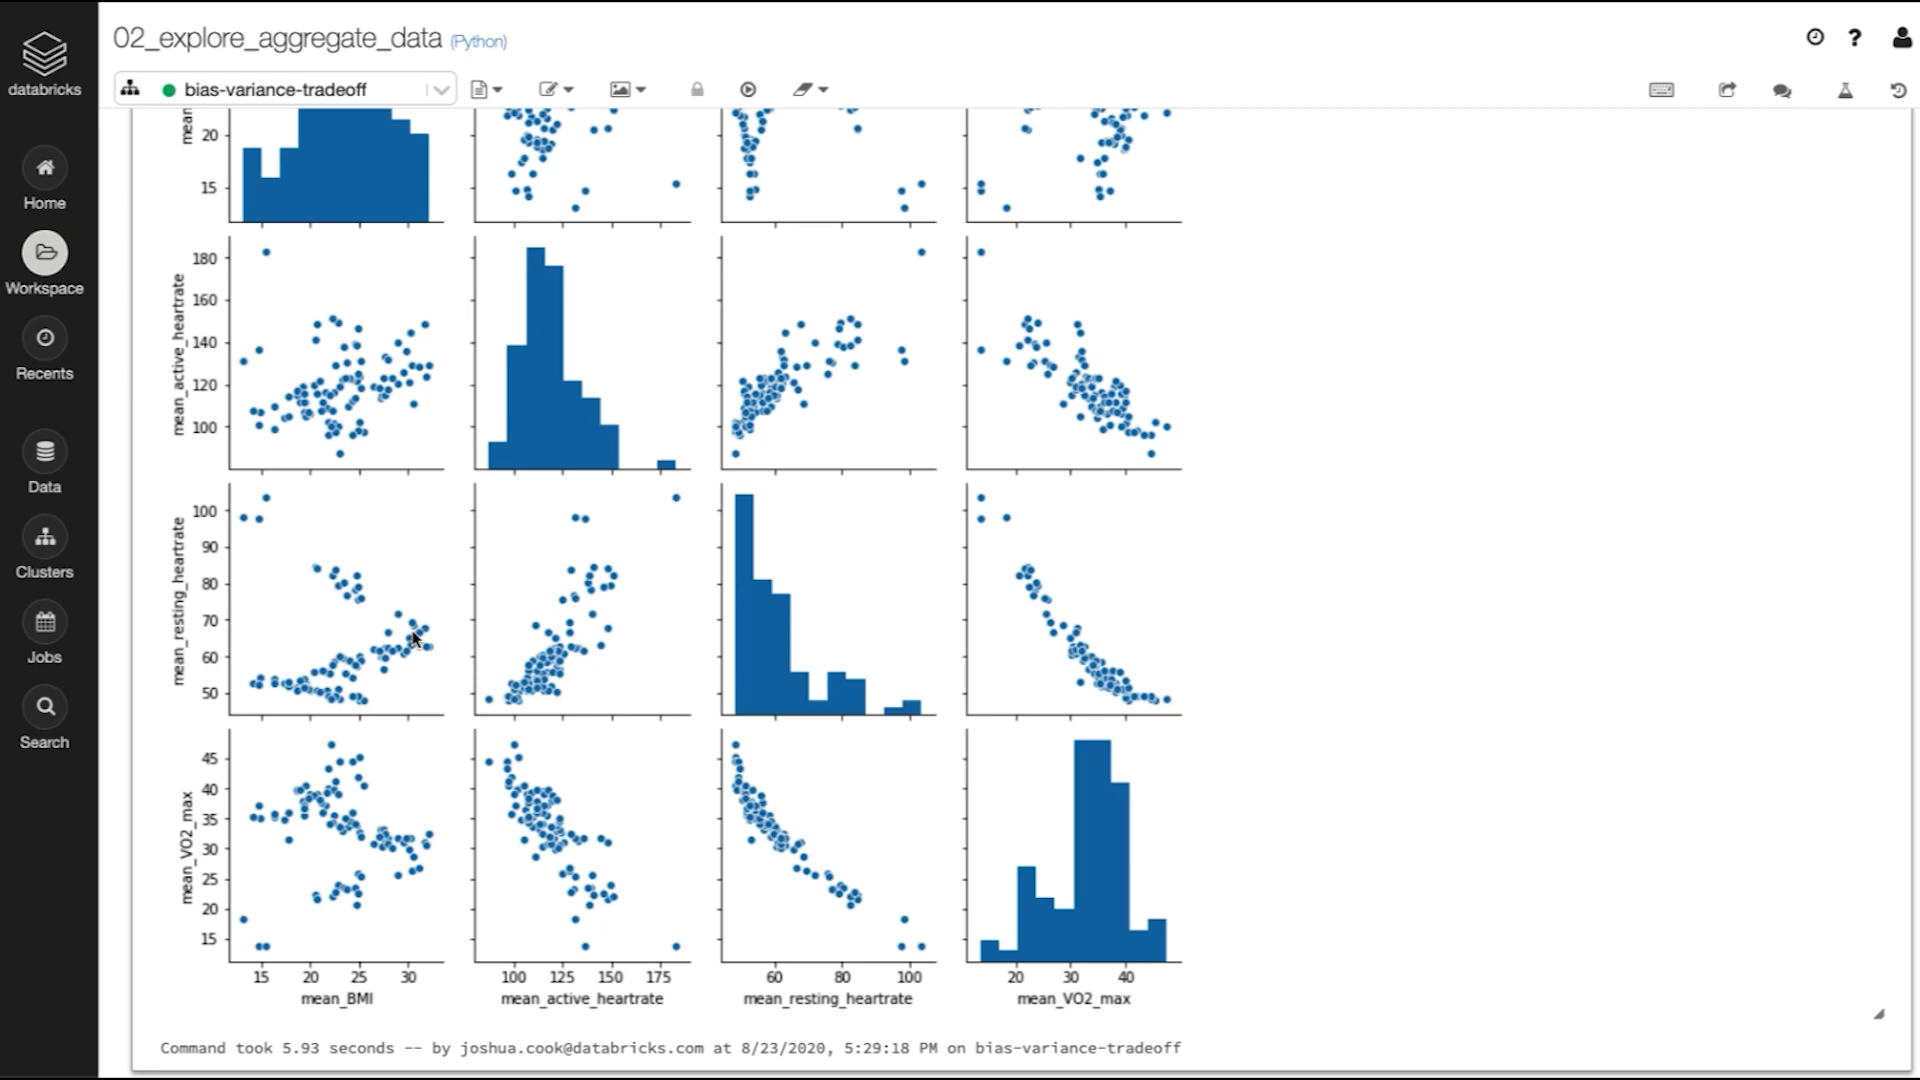 02_explore_aggregate_data (Python)
databricks
bias-variance-tradeoff
Home
Workspace
Recents
Data
Clusters
Jobs
Search
mean
20
15
mean_active_heartrate
180
160
140
120
100
mean_resting_heartrate
100
90
80
70
60
50
mean_VO2_max
45
40
35
30
25
20
15
15 20 25 30
100 125 150 175
60 80 100
20 30 40
mean_BMI
mean_active_heartrate
mean_resting_heartrate
mean_VO2_max
Command took 5.93 seconds -- by joshua.cook@databricks.com at 8/23/2020, 5:29:18 PM on bias-variance-tradeoff